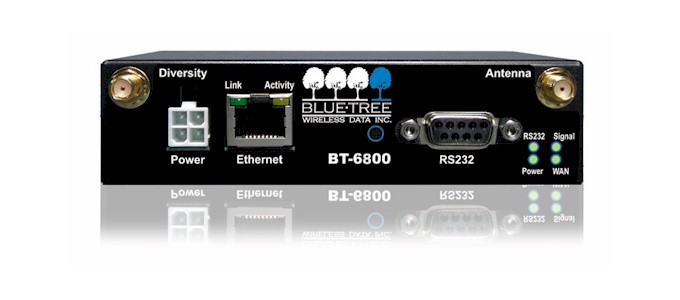 Diversity
Link Activity
Antenna
BLUE·TREE
WIRELESS DATA INC.
RS232 Signal
Power WAN
Power
Ethernet
BT-6800
RS232